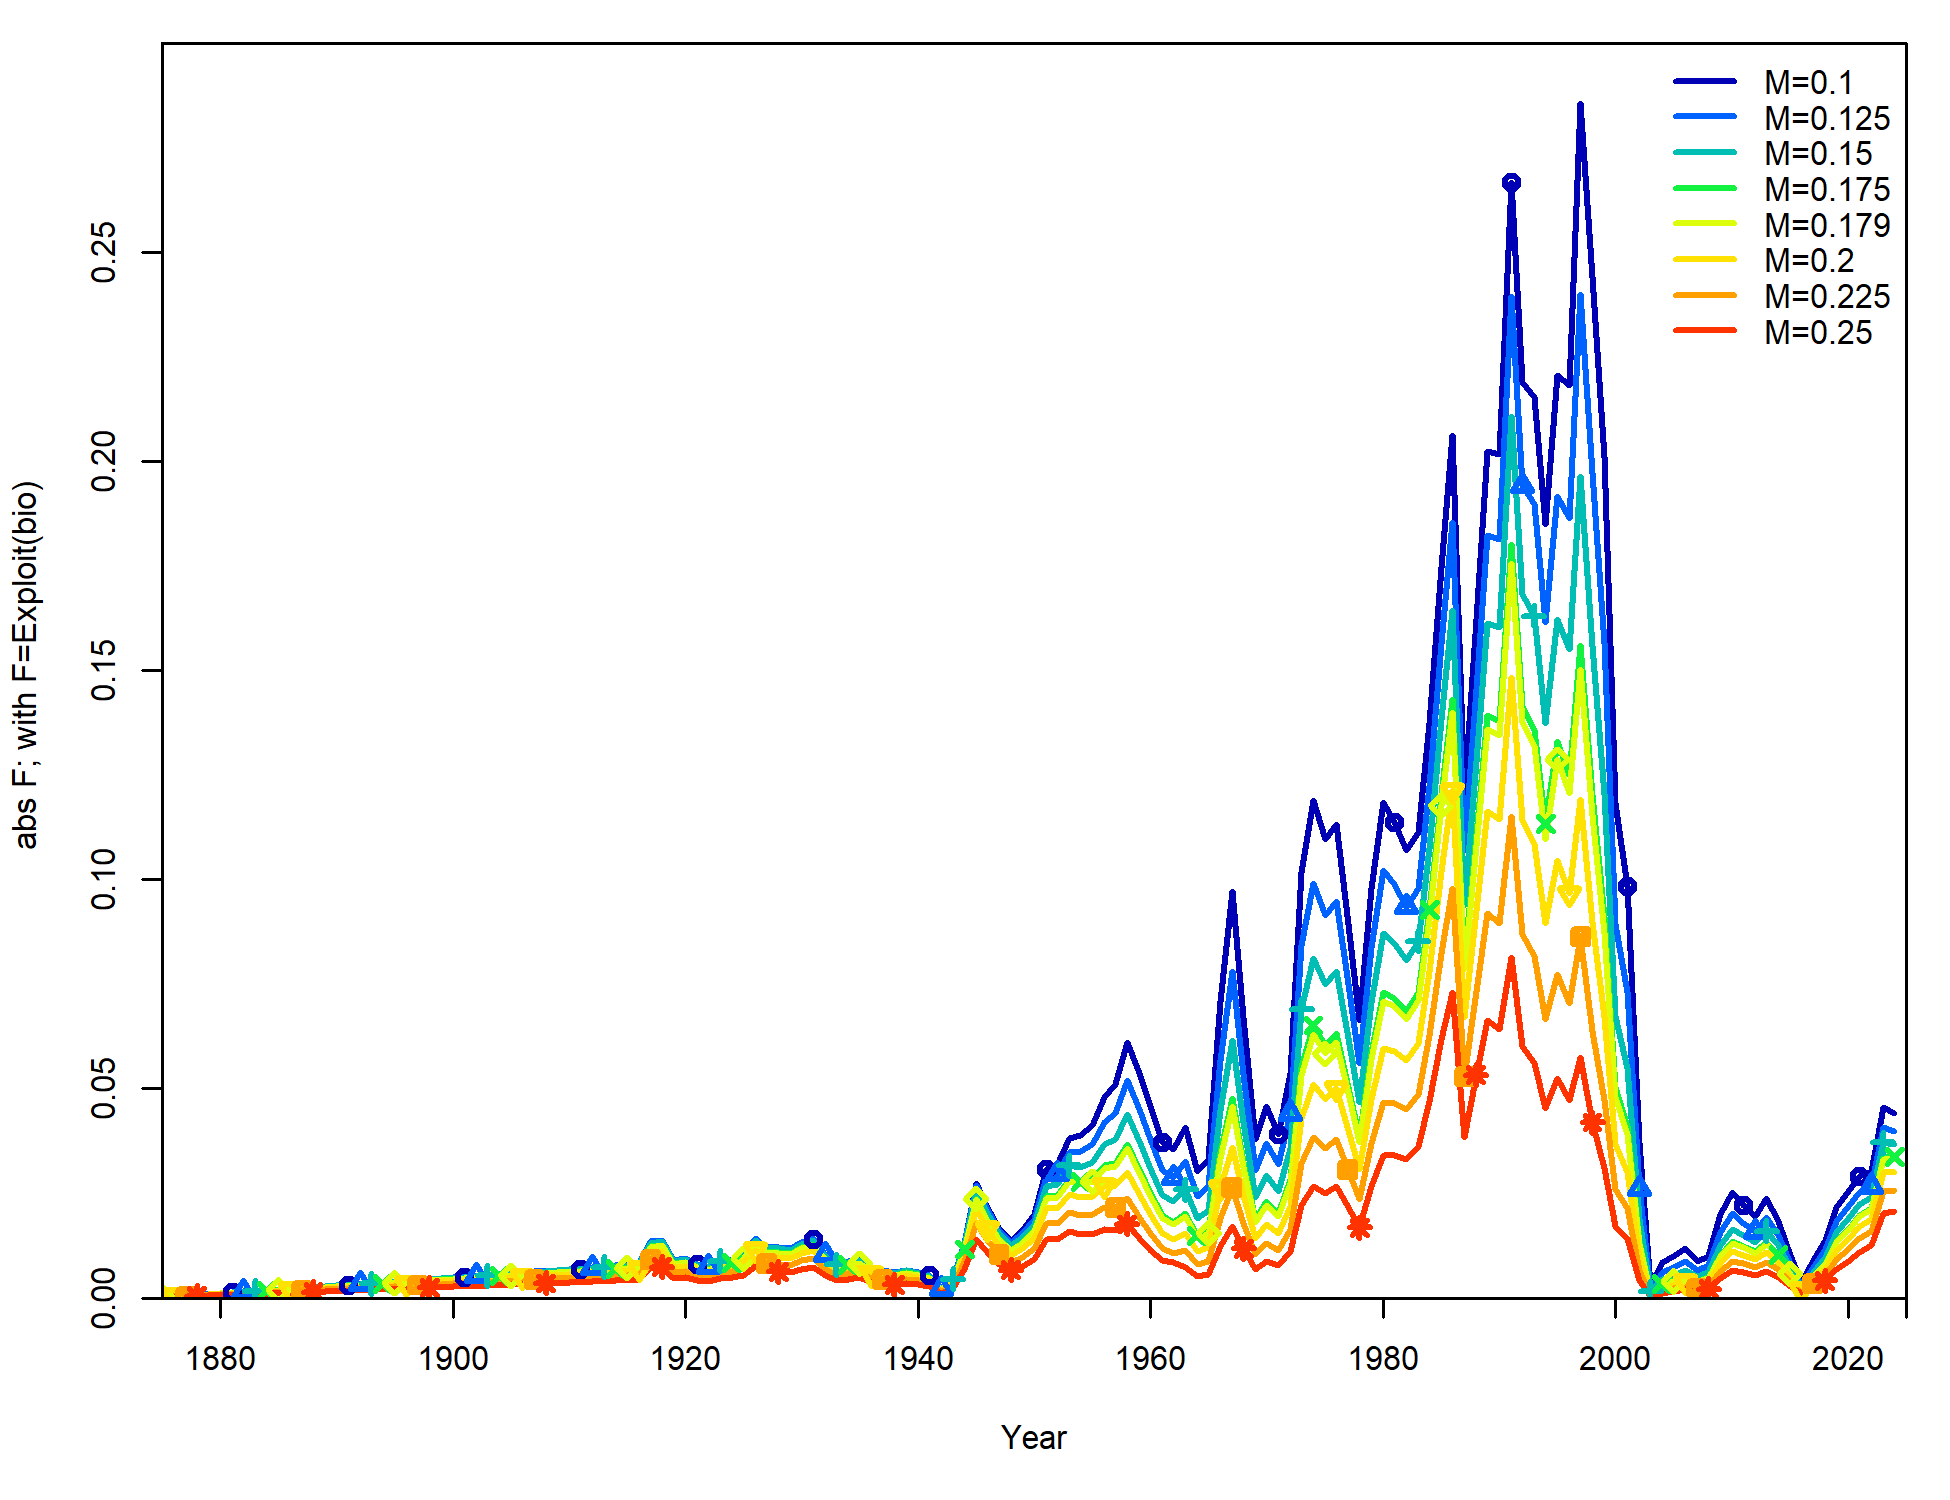 M=0.1
M=0.125
M=0.15
M=0.175
M=0.179
M=0.2
M=0.225
M=0.25
abs F; with F=Exploit(bio)
0.25
0.20
0.15
0.10
0.05
0.00
1880 1900 1920 1940 1960 1980 2000 2020
Year